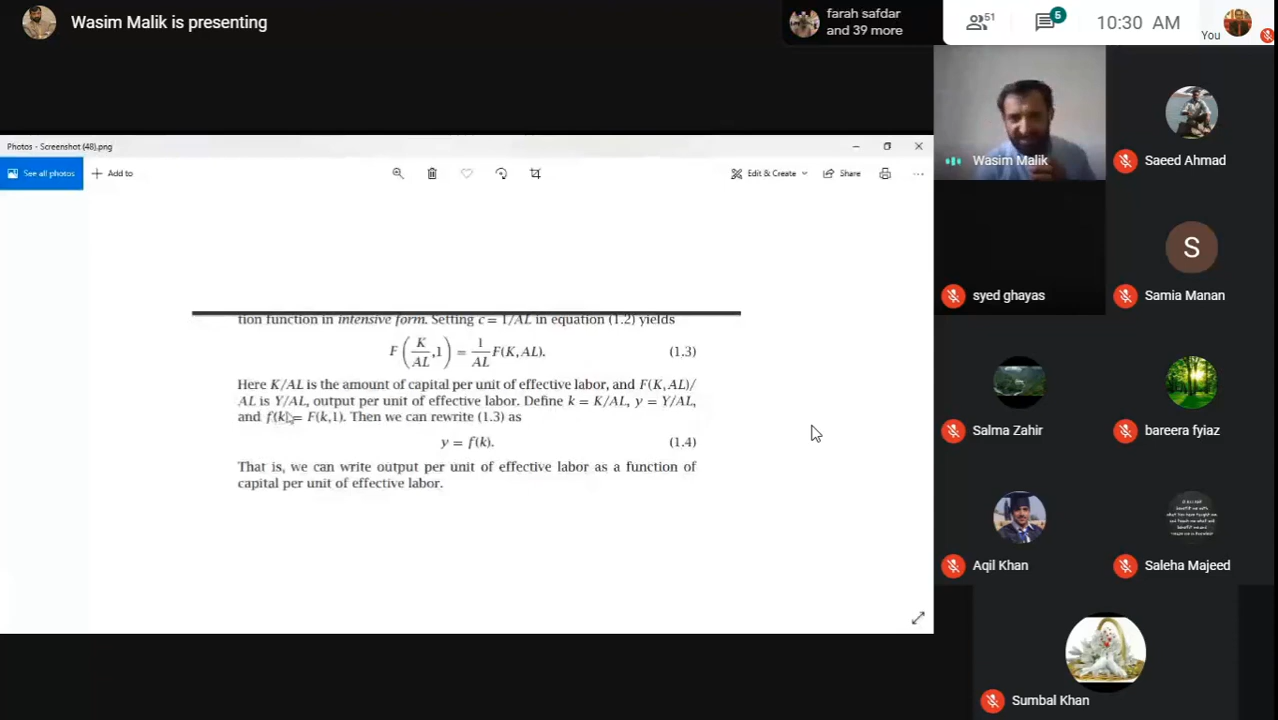 Wasim Malik is presenting
farah safdar
and 39 more
51
6
10:30 AM
You
Photos - Screenshot (48).png
See all photos
Add to
Edit & Create
Share
tion function in intensive form. Setting c = 1/AL in equation (1.2) yields
F (K/AL, 1) = 1/AL F(K, AL). (1.3)
Here K/AL is the amount of capital per unit of effective labor, and F(K, AL)/
AL is Y/AL, output per unit of effective labor. Define k = K/AL, y = Y/AL,
and f(k) = F(k,1). Then we can rewrite (1.3) as
y = f(k). (1.4)
That is, we can write output per unit of effective labor as a function of
capital per unit of effective labor.
Wasim Malik
Saeed Ahmad
syed ghayas
S
Samia Manan
Salma Zahir
bareera fyiaz
Aqil Khan
Saleha Majeed
Sumbal Khan